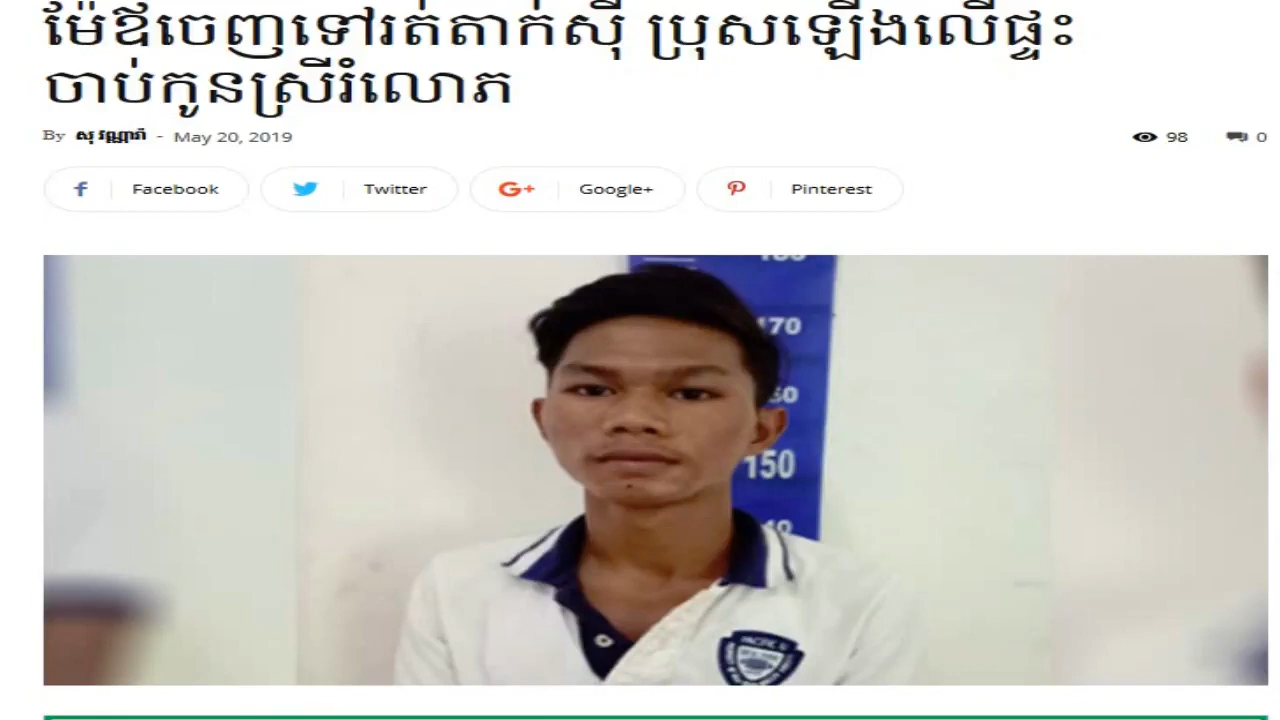 ម៉ែឪចេញទៅរត់តាក់ស៊ី ប្រុសឡើងលើផ្ទះ
ចាប់កូនស្រីរំលោភ
By សុ វណ្ណារី - May 20, 2019 98 0
Facebook Twitter Google+ Pinterest
170
150